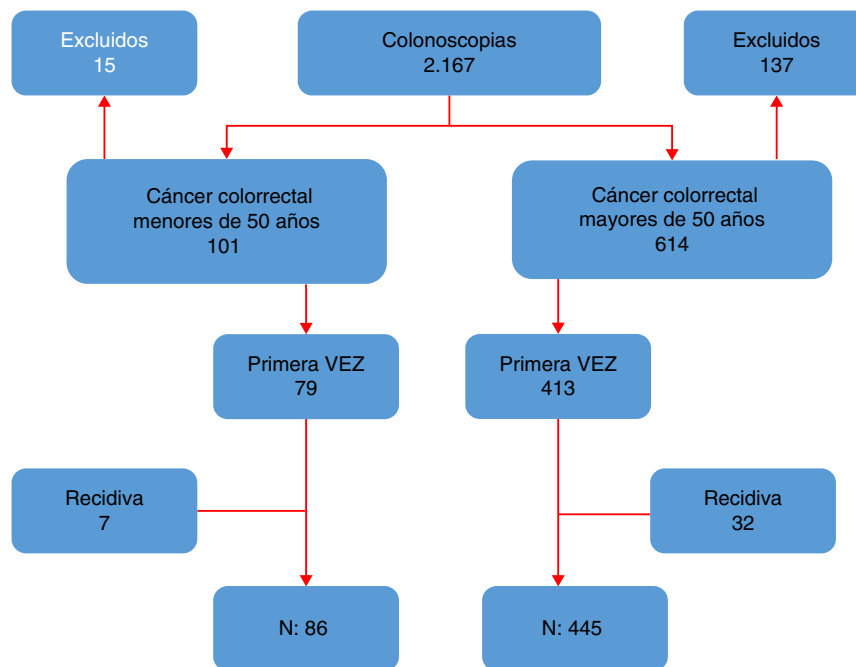 Excluidos
15
Colonoscopias
2.167
Excluidos
137
Cáncer colorrectal
menores de 50 años
101
Cáncer colorrectal
mayores de 50 años
614
Primera VEZ
79
Primera VEZ
413
Recidiva
7
Recidiva
32
N: 86
N: 445